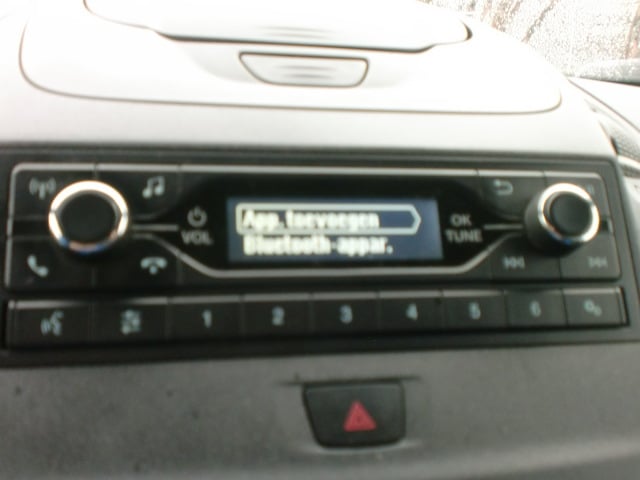 App. toevoegen
Bluetooth-appar.
VOL
OK
TUNE
1 2 3 4 5 6